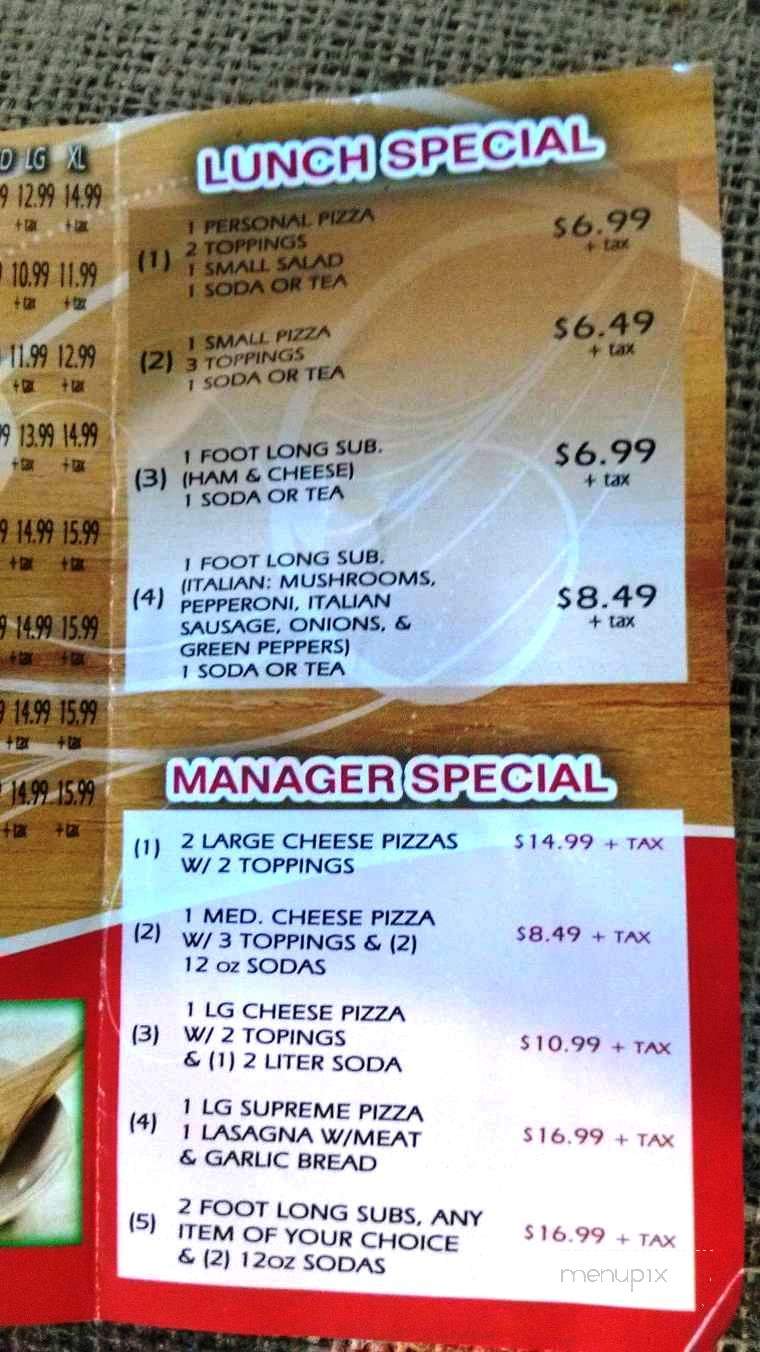 D LG XL
9 12.99 14.99
+ tax + tax
10.99 11.99
+ tax + tax
11.99 12.99
+ tax + tax
99 13.99 14.99
+ tax + tax
9 14.99 15.99
+ tax + tax
9 14.99 15.99
+ tax + tax
9 14.99 15.99
+ tax + tax
14.99 15.99
+ tax + tax
LUNCH SPECIAL
1 PERSONAL PIZZA
2 TOPPINGS
(1) 1 SMALL SALAD
1 SODA OR TEA
$6.99
+ tax
1 SMALL PIZZA
(2) 3 TOPPINGS
1 SODA OR TEA
$6.49
+ tax
1 FOOT LONG SUB.
(3) (HAM & CHEESE)
1 SODA OR TEA
$6.99
+ tax
1 FOOT LONG SUB.
(ITALIAN: MUSHROOMS,
(4) PEPPERONI, ITALIAN
SAUSAGE, ONIONS, &
GREEN PEPPERS)
1 SODA OR TEA
$8.49
+ tax
MANAGER SPECIAL
(1) 2 LARGE CHEESE PIZZAS $14.99 + TAX
W/ 2 TOPPINGS
1 MED. CHEESE PIZZA
(2) W/ 3 TOPPINGS & (2) $8.49 + TAX
12 oz SODAS
1 LG CHEESE PIZZA
(3) W/ 2 TOPINGS $10.99 + TAX
& (1) 2 LITER SODA
1 LG SUPREME PIZZA
(4) 1 LASAGNA W/MEAT $16.99 + TAX
& GARLIC BREAD
2 FOOT LONG SUBS, ANY
(5) ITEM OF YOUR CHOICE $16.99 + TAX
& (2) 12oz SODAS
menupix